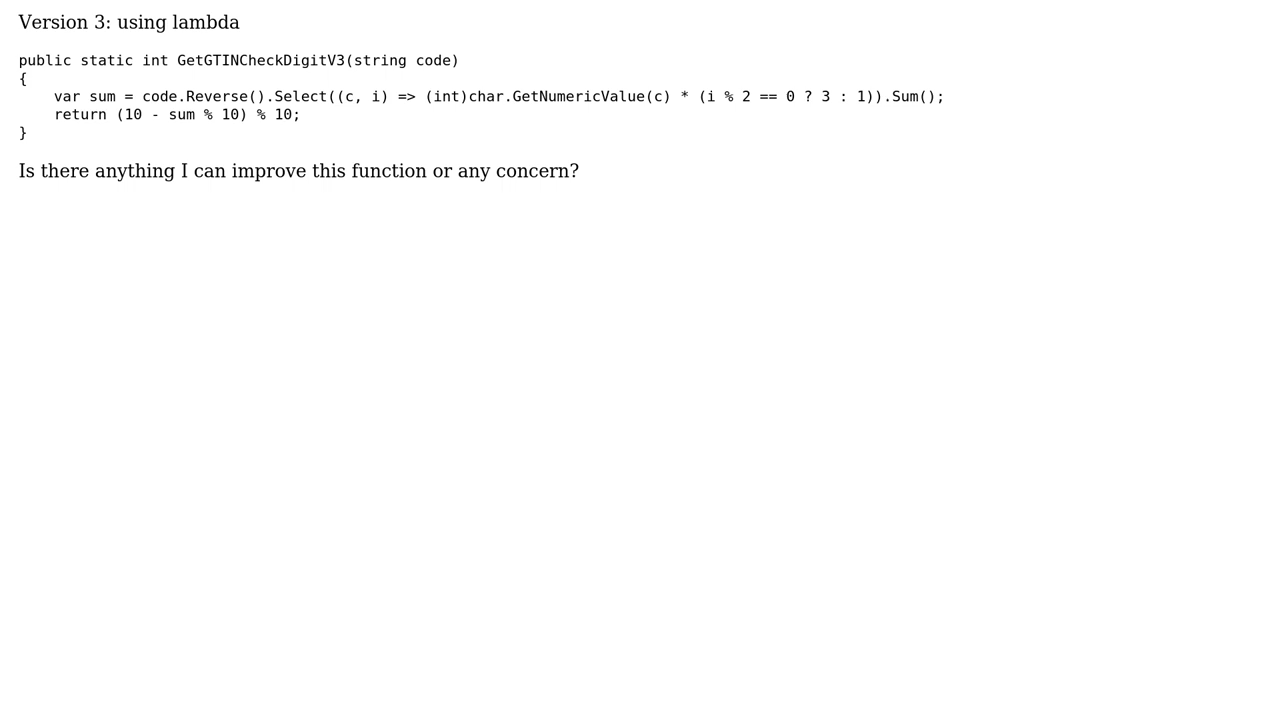 Version 3: using lambda
public static int GetGTINCheckDigitV3(string code)
{
    var sum = code.Reverse().Select((c, i) => (int)char.GetNumericValue(c) * (i % 2 == 0 ? 3 : 1)).Sum();
    return (10 - sum % 10) % 10;
}
Is there anything I can improve this function or any concern?